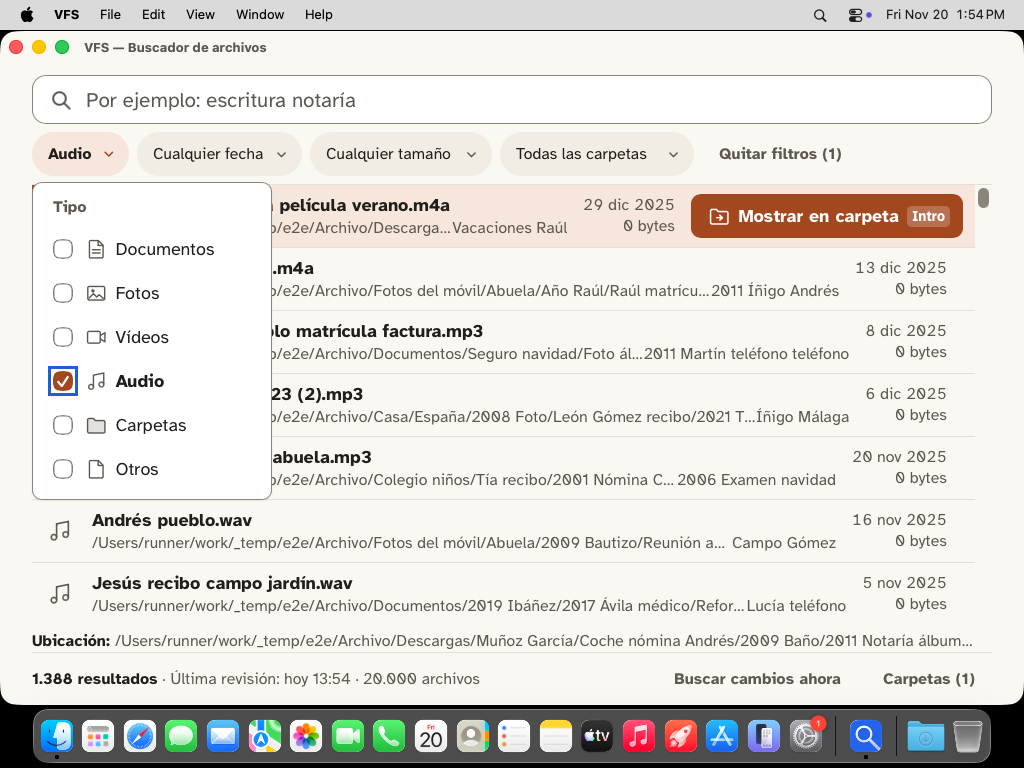 VFS File Edit View Window Help Fri Nov 20 1:54 PM
VFS — Buscador de archivos
Por ejemplo: escritura notaría
Audio Cualquier fecha Cualquier tamaño Todas las carpetas Quitar filtros (1)
Tipo
Documentos
Fotos
Vídeos
Audio
Carpetas
Otros
película verano.m4a 29 dic 2025
/e2e/Archivo/Descarga... Vacaciones Raúl 0 bytes
Mostrar en carpeta Intro
.m4a 13 dic 2025
/e2e/Archivo/Fotos del móvil/Abuela/Año Raúl/Raúl matrícu...2011 Íñigo Andrés 0 bytes
matrícula factura.mp3 8 dic 2025
/e2e/Archivo/Documentos/Seguro navidad/Foto ál...2011 Martín teléfono teléfono 0 bytes
23 (2).mp3 6 dic 2025
/e2e/Archivo/Casa/España/2008 Foto/León Gómez recibo/2021 T...Íñigo Málaga 0 bytes
abuela.mp3 20 nov 2025
/e2e/Archivo/Colegio niños/Tía recibo/2001 Nómina C... 2006 Examen navidad 0 bytes
Andrés pueblo.wav 16 nov 2025
/Users/runner/work/_temp/e2e/Archivo/Fotos del móvil/Abuela/2009 Bautizo/Reunión a... Campo Gómez 0 bytes
Jesús recibo campo jardín.wav 5 nov 2025
/Users/runner/work/_temp/e2e/Archivo/Documentos/2019 Ibáñez/2017 Ávila médico/Refor... Lucía teléfono 0 bytes
Ubicación: /Users/runner/work/_temp/e2e/Archivo/Descargas/Muñoz García/Coche nómina Andrés/2009 Baño/2011 Notaría álbum...
1.388 resultados · Última revisión: hoy 13:54 · 20.000 archivos Buscar cambios ahora Carpetas (1)
Fri
20
tv
1